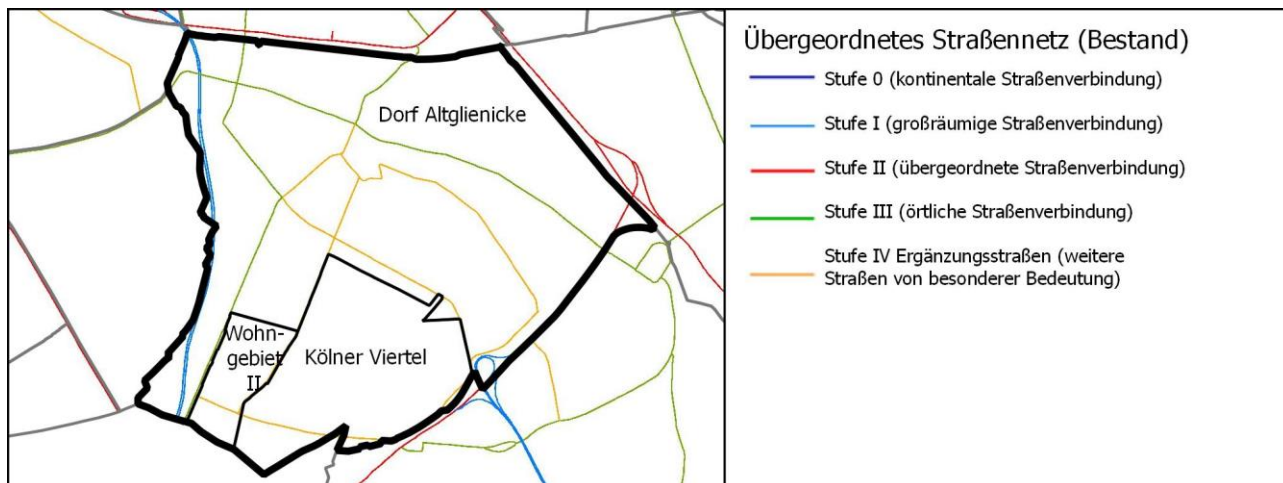 Dorf Altglienicke
Wohn-
gebiet
II
Kölner Viertel
Übergeordnetes Straßennetz (Bestand)
Stufe 0 (kontinentale Straßenverbindung)
Stufe I (großräumige Straßenverbindung)
Stufe II (übergeordnete Straßenverbindung)
Stufe III (örtliche Straßenverbindung)
Stufe IV Ergänzungsstraßen (weitere
Straßen von besonderer Bedeutung)